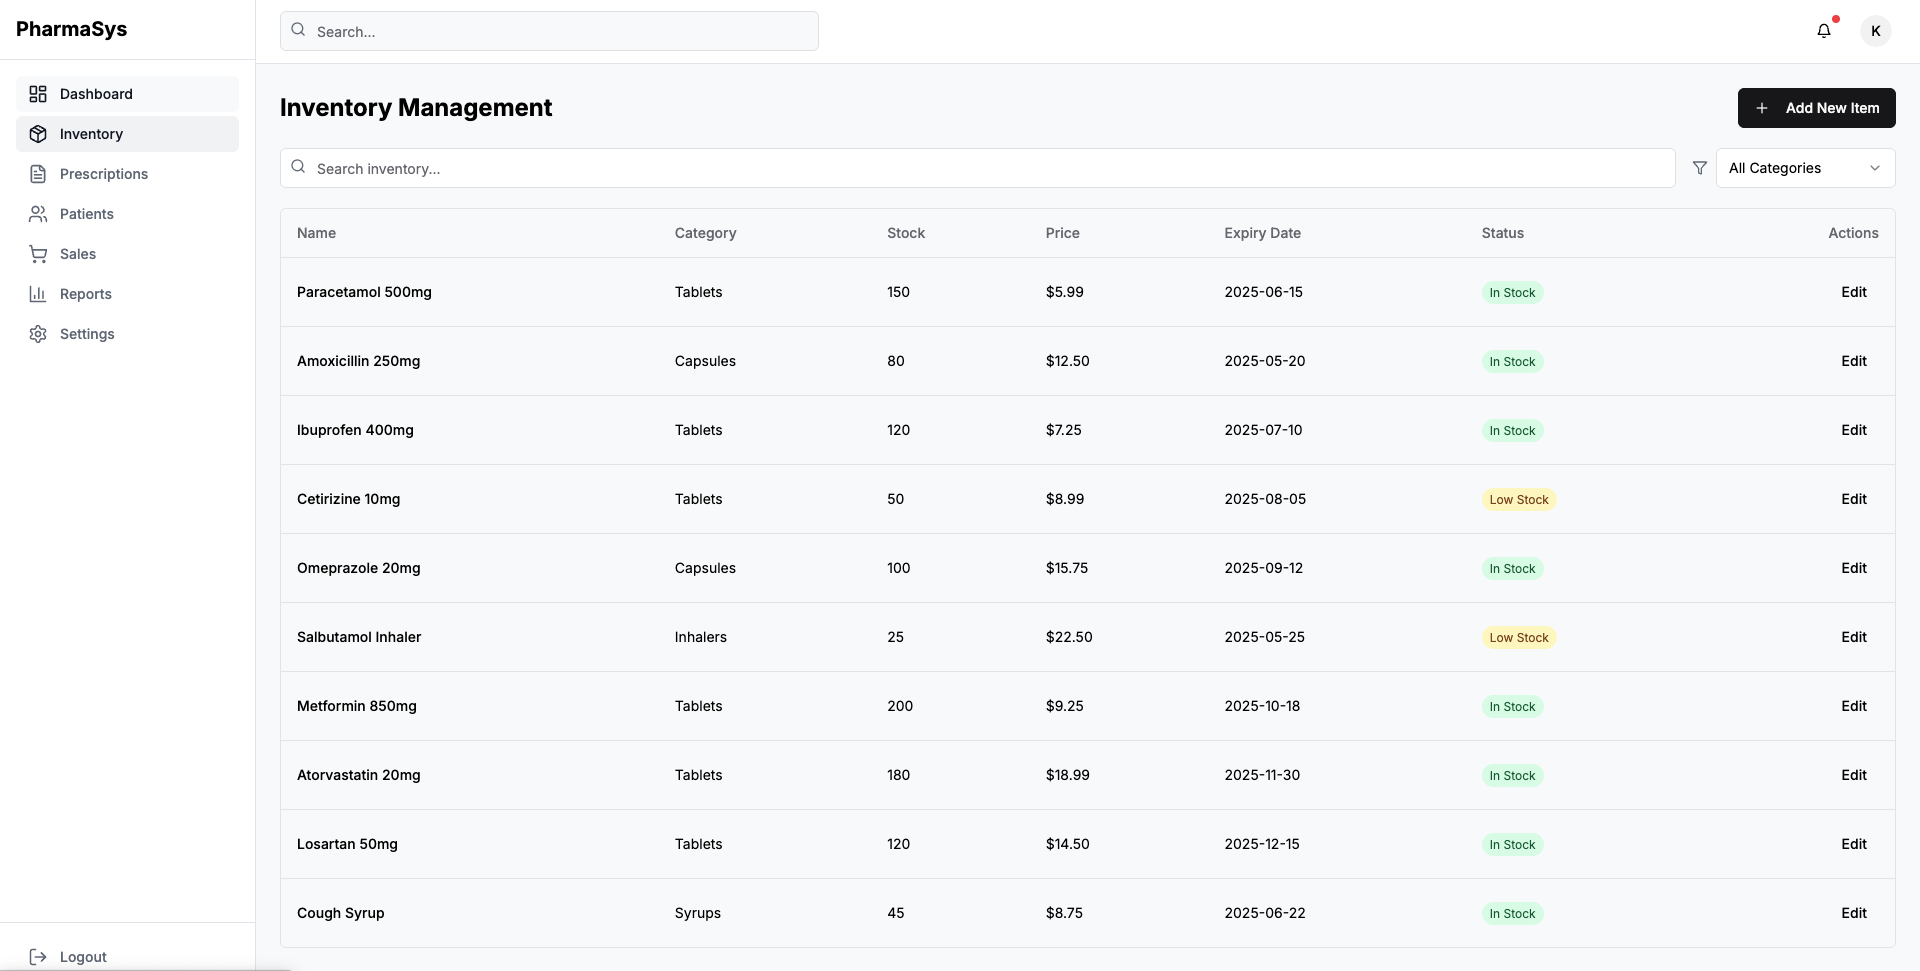 PharmaSys
Search...
K
Dashboard
Inventory
Prescriptions
Patients
Sales
Reports
Settings
Logout
Inventory Management
Add New Item
Search inventory...
All Categories
Name Category Stock Price Expiry Date Status Actions
Paracetamol 500mg Tablets 150 $5.99 2025-06-15 In Stock Edit
Amoxicillin 250mg Capsules 80 $12.50 2025-05-20 In Stock Edit
Ibuprofen 400mg Tablets 120 $7.25 2025-07-10 In Stock Edit
Cetirizine 10mg Tablets 50 $8.99 2025-08-05 Low Stock Edit
Omeprazole 20mg Capsules 100 $15.75 2025-09-12 In Stock Edit
Salbutamol Inhaler Inhalers 25 $22.50 2025-05-25 Low Stock Edit
Metformin 850mg Tablets 200 $9.25 2025-10-18 In Stock Edit
Atorvastatin 20mg Tablets 180 $18.99 2025-11-30 In Stock Edit
Losartan 50mg Tablets 120 $14.50 2025-12-15 In Stock Edit
Cough Syrup Syrups 45 $8.75 2025-06-22 In Stock Edit